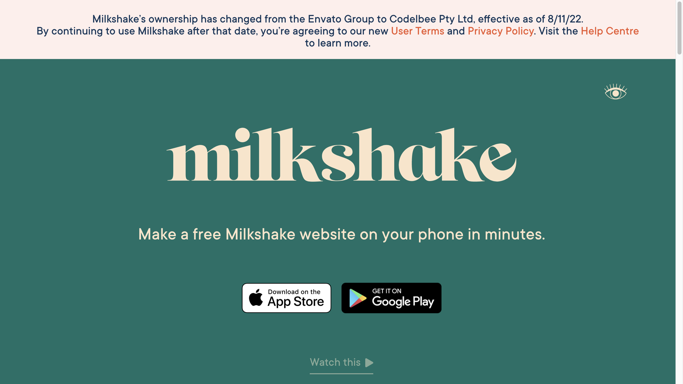 Milkshake's ownership has changed from the Envato Group to Codelbee Pty Ltd, effective as of 8/11/22.
By continuing to use Milkshake after that date, you're agreeing to our new User Terms and Privacy Policy. Visit the Help Centre
to learn more.
milkshake
Make a free Milkshake website on your phone in minutes.
Download on the
App Store
GET IT ON
Google Play
Watch this